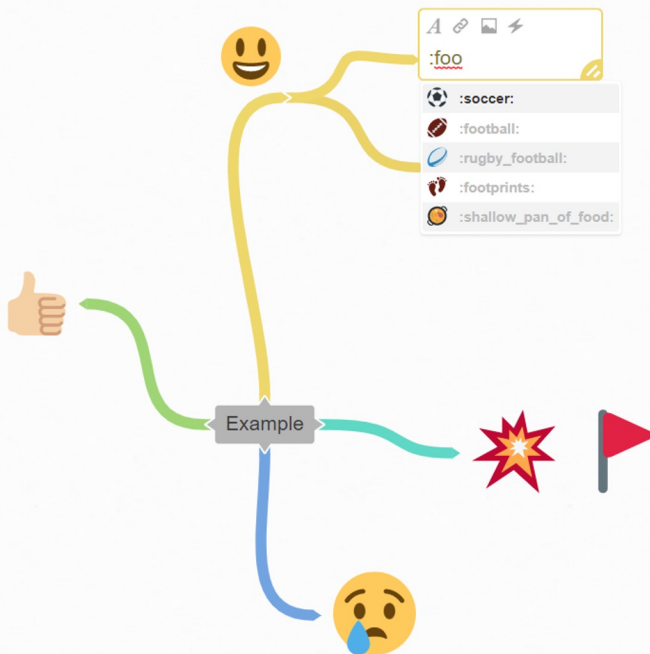 :foo
:soccer:
:football:
:rugby_football:
:footprints:
:shallow_pan_of_food:
Example